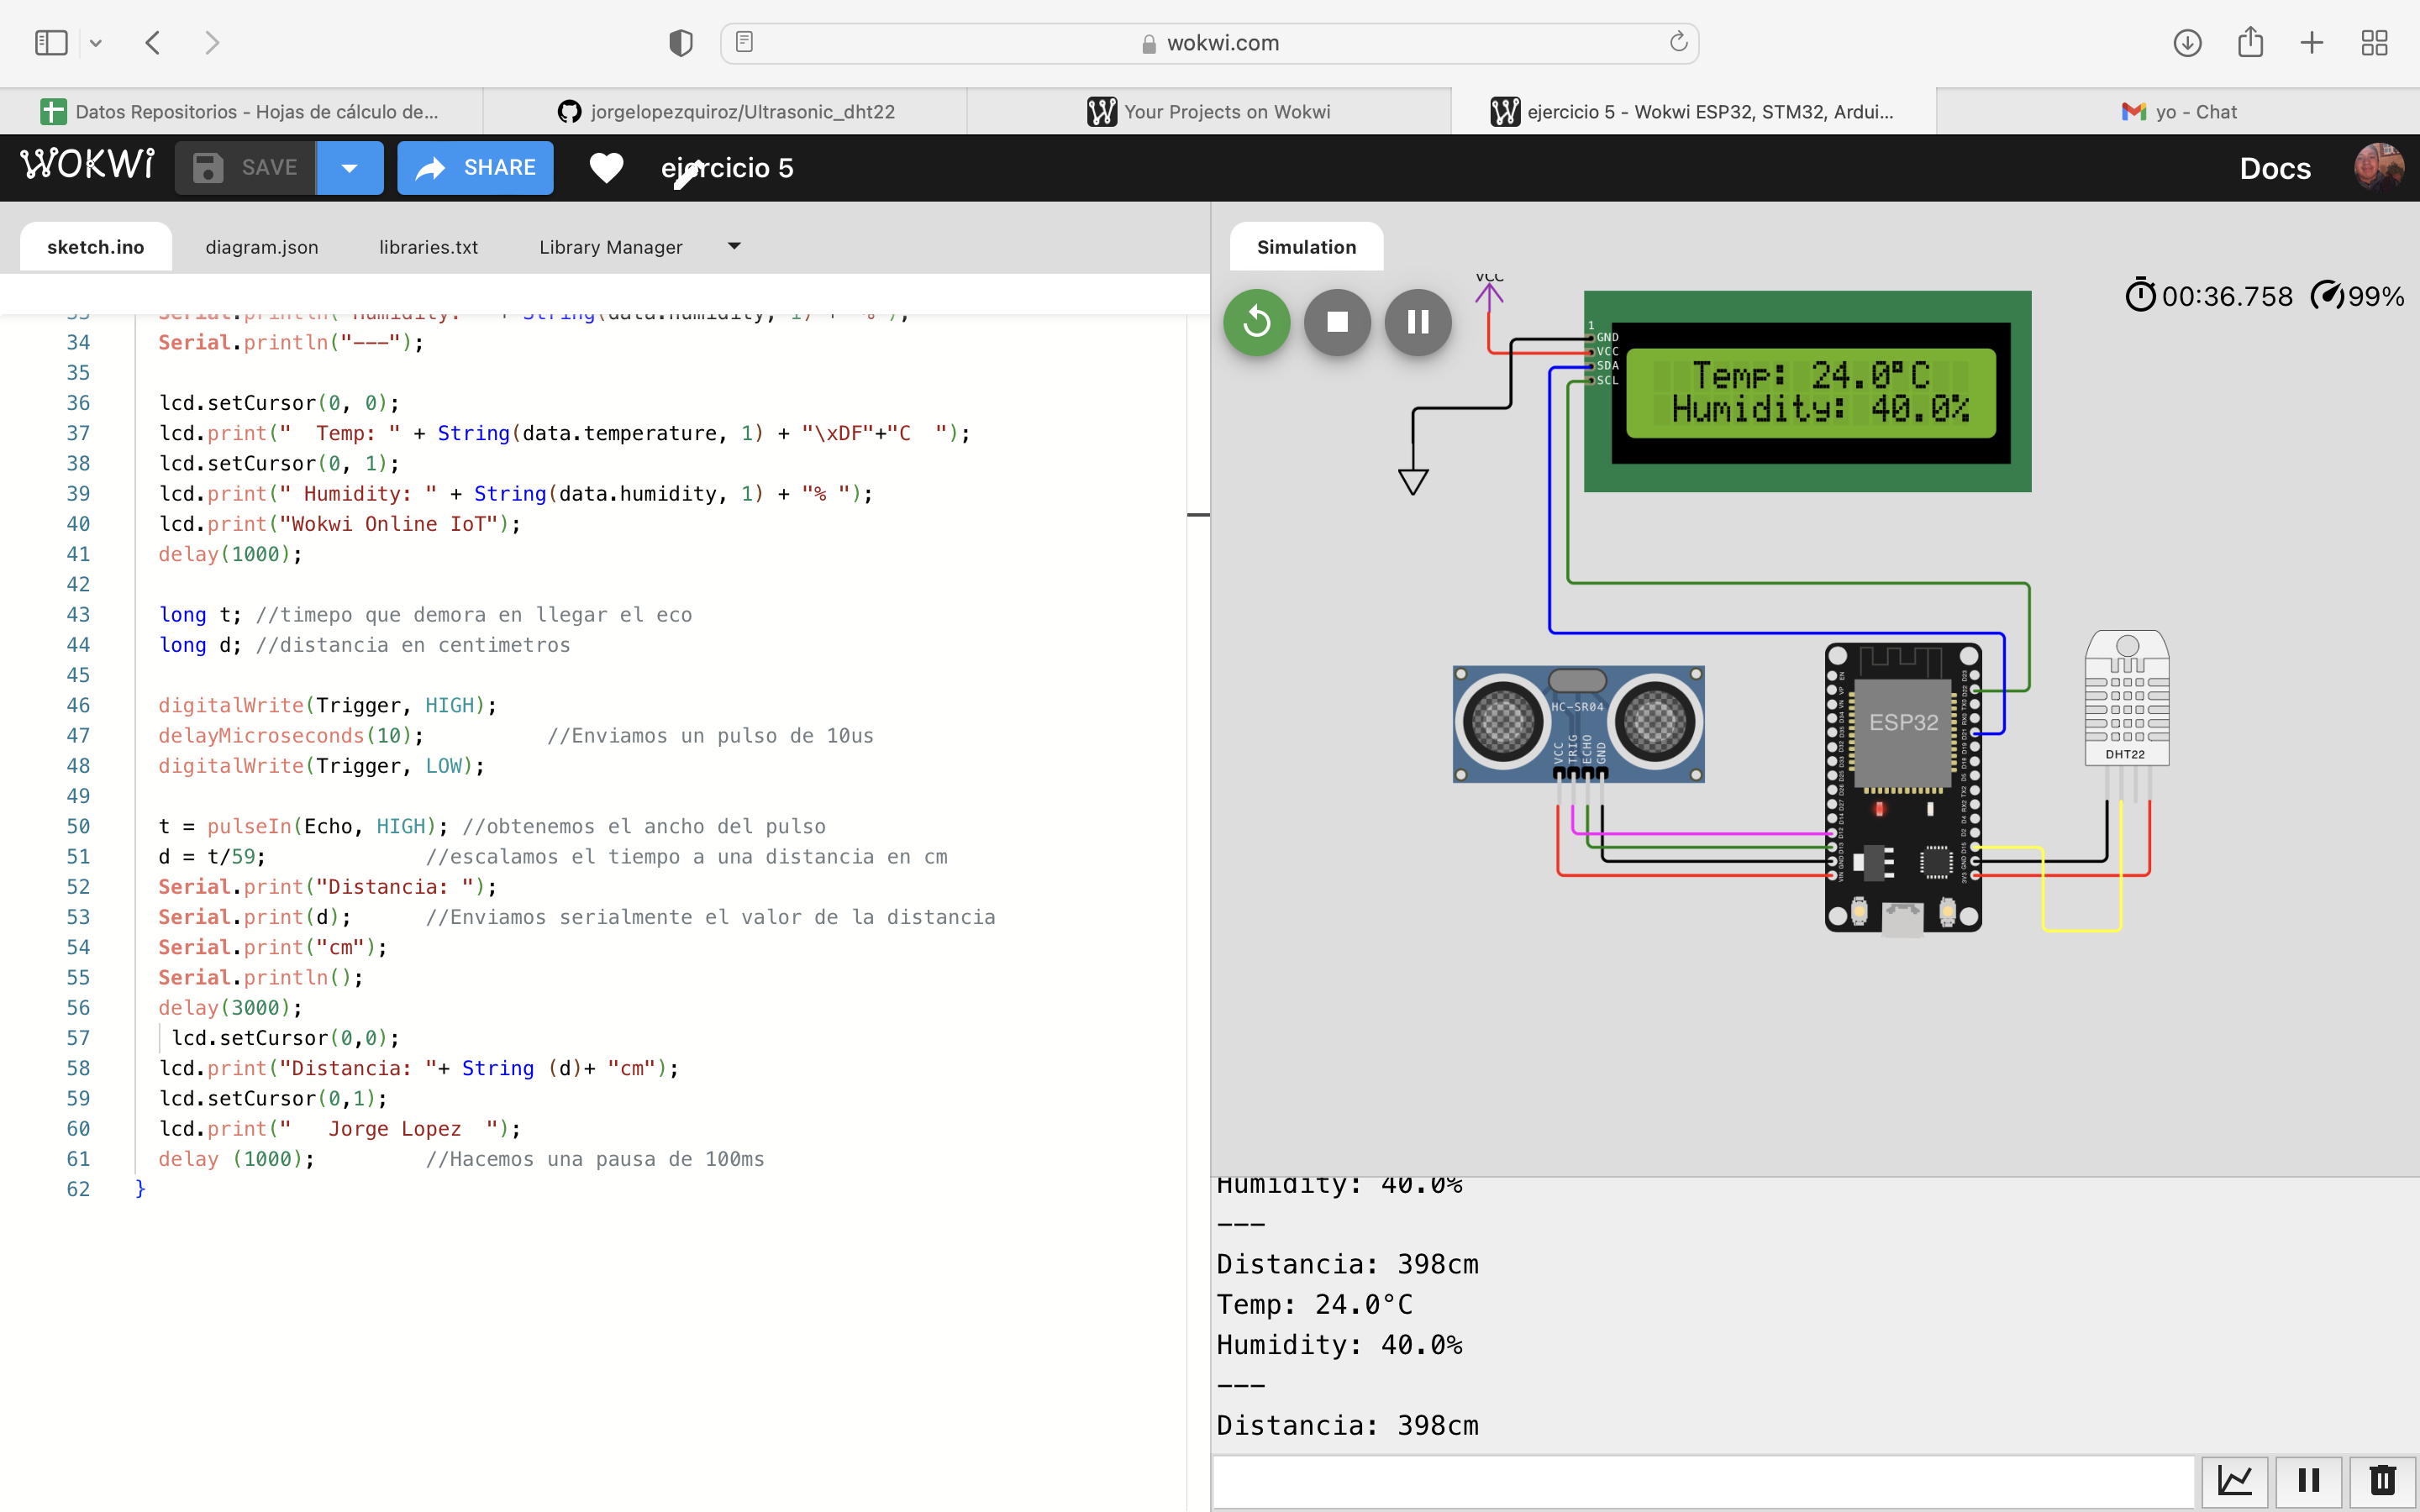 wokwi.com
Datos Repositorios - Hojas de cálculo de...
jorgelopezquiroz/Ultrasonic_dht22
Your Projects on Wokwi
ejercicio 5 - Wokwi ESP32, STM32, Ardui...
yo - Chat
WOKWi
SAVE
SHARE
ejercicio 5
Docs
sketch.ino
diagram.json
libraries.txt
Library Manager
Simulation
33 Serial.println("Humidity: " + String(data.humidity, 1) + "%");
34 Serial.println("---");
35
36 lcd.setCursor(0, 0);
37 lcd.print("  Temp: " + String(data.temperature, 1) + "\xDF"+"C  ");
38 lcd.setCursor(0, 1);
39 lcd.print(" Humidity: " + String(data.humidity, 1) + "% ");
40 lcd.print("Wokwi Online IoT");
41 delay(1000);
42
43 long t; //timepo que demora en llegar el eco
44 long d; //distancia en centimetros
45
46 digitalWrite(Trigger, HIGH);
47 delayMicroseconds(10);          //Enviamos un pulso de 10us
48 digitalWrite(Trigger, LOW);
49
50 t = pulseIn(Echo, HIGH); //obtenemos el ancho del pulso
51 d = t/59;             //escalamos el tiempo a una distancia en cm
52 Serial.print("Distancia: ");
53 Serial.print(d);      //Enviamos serialmente el valor de la distancia
54 Serial.print("cm");
55 Serial.println();
56 delay(3000);
57  lcd.setCursor(0,0);
58 lcd.print("Distancia: "+ String (d)+ "cm");
59 lcd.setCursor(0,1);
60 lcd.print("   Jorge Lopez  ");
61 delay (1000);         //Hacemos una pausa de 100ms
62 }
VCC
00:36.758
99%
1
GND
VCC
SDA
SCL
Temp: 24.0°C
Humidity: 40.0%
HC-SR04
VCC
TRIG
ECHO
GND
ESP32
DHT22
Humidity: 40.0%
---
Distancia: 398cm
Temp: 24.0°C
Humidity: 40.0%
---
Distancia: 398cm